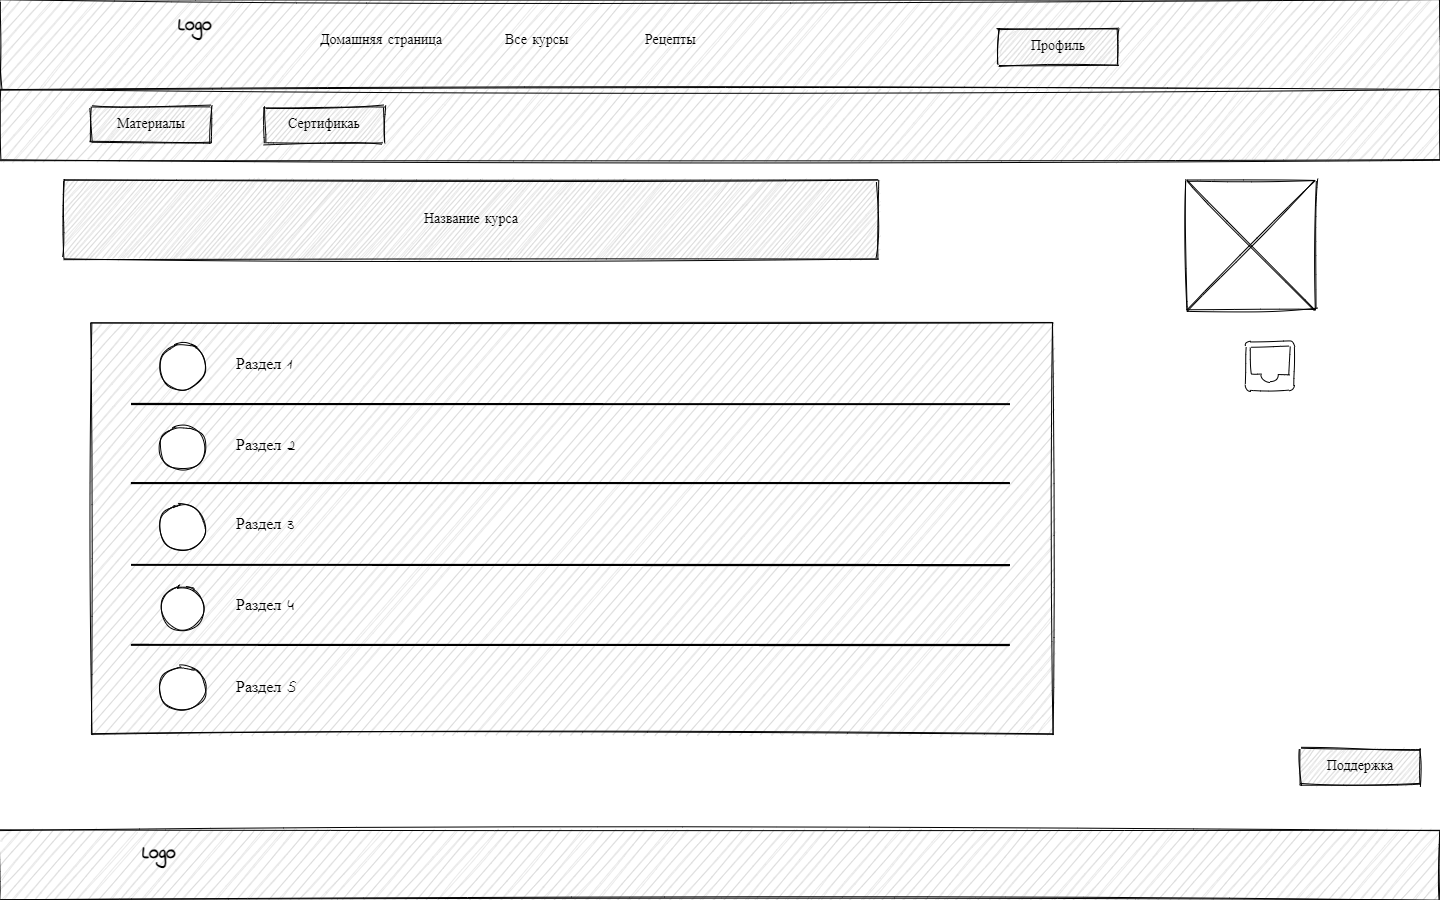 Logo
Домашняя страница
Все курсы
Рецепты
Профиль
Материалы
Сертификаь
Название курса
Раздел 1
Раздел 2
Раздел 3
Раздел 4
Раздел 5
Поддержка
Logo